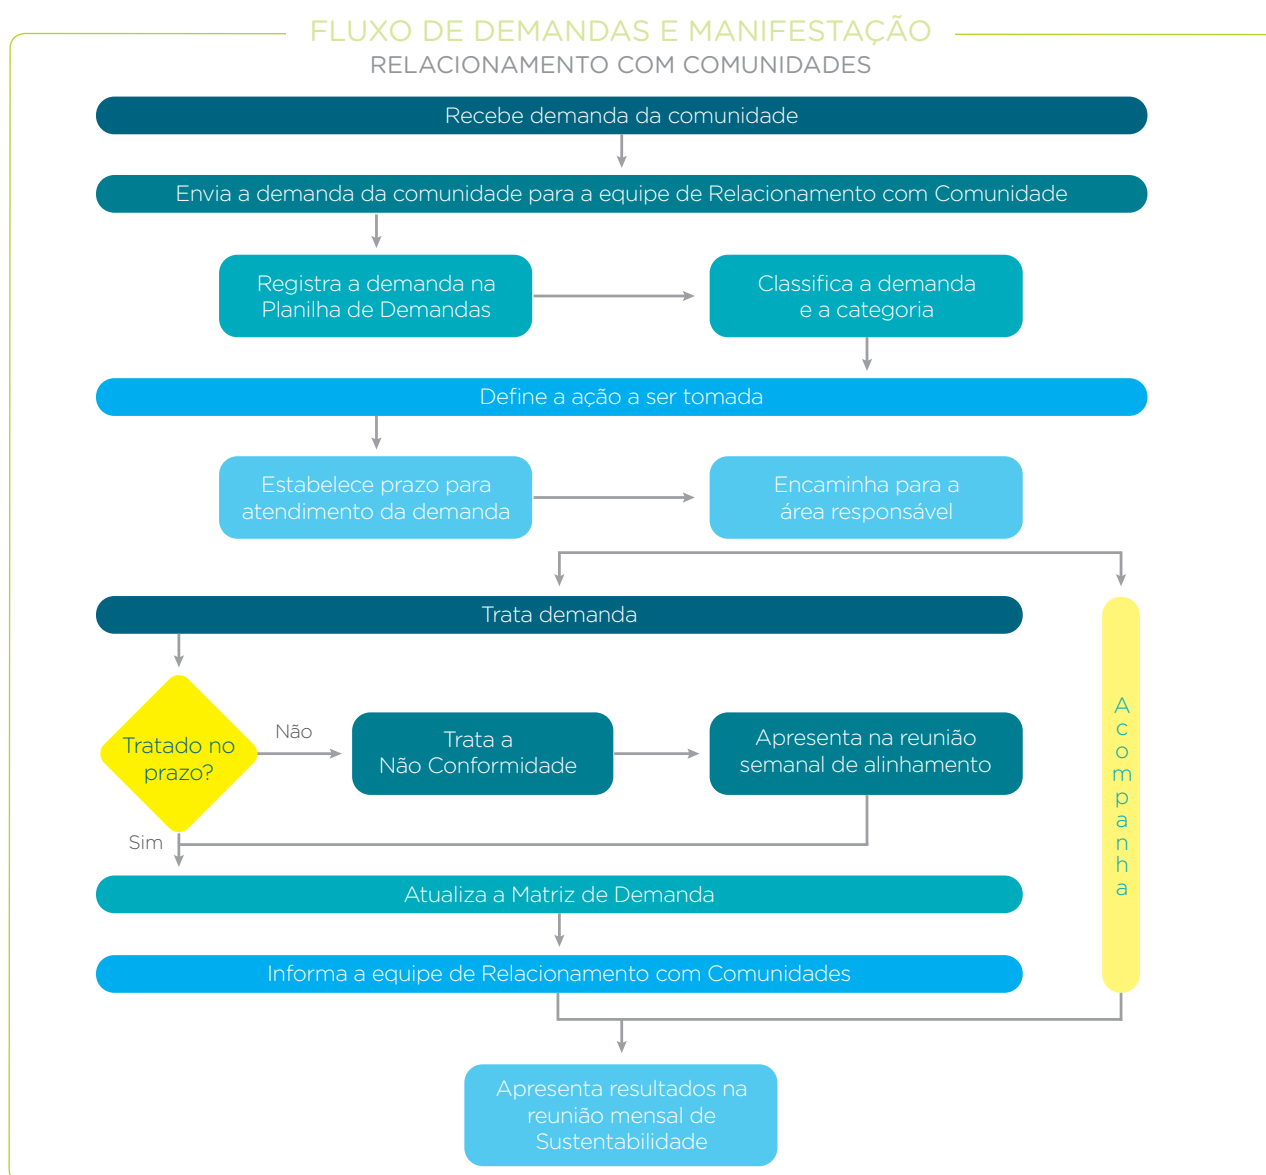 FLUXO DE DEMANDAS E MANIFESTAÇÃO
RELACIONAMENTO COM COMUNIDADES
Recebe demanda da comunidade
Envia a demanda da comunidade para a equipe de Relacionamento com Comunidade
Registra a demanda na
Planilha de Demandas
Classifica a demanda
e a categoria
Define a ação a ser tomada
Estabelece prazo para
atendimento da demanda
Encaminha para a
área responsável
Trata demanda
Tratado no
prazo?
Não
Trata a
Não Conformidade
Apresenta na reunião
semanal de alinhamento
Acompanha
Sim
Atualiza a Matriz de Demanda
Informa a equipe de Relacionamento com Comunidades
Apresenta resultados na
reunião mensal de
Sustentabilidade